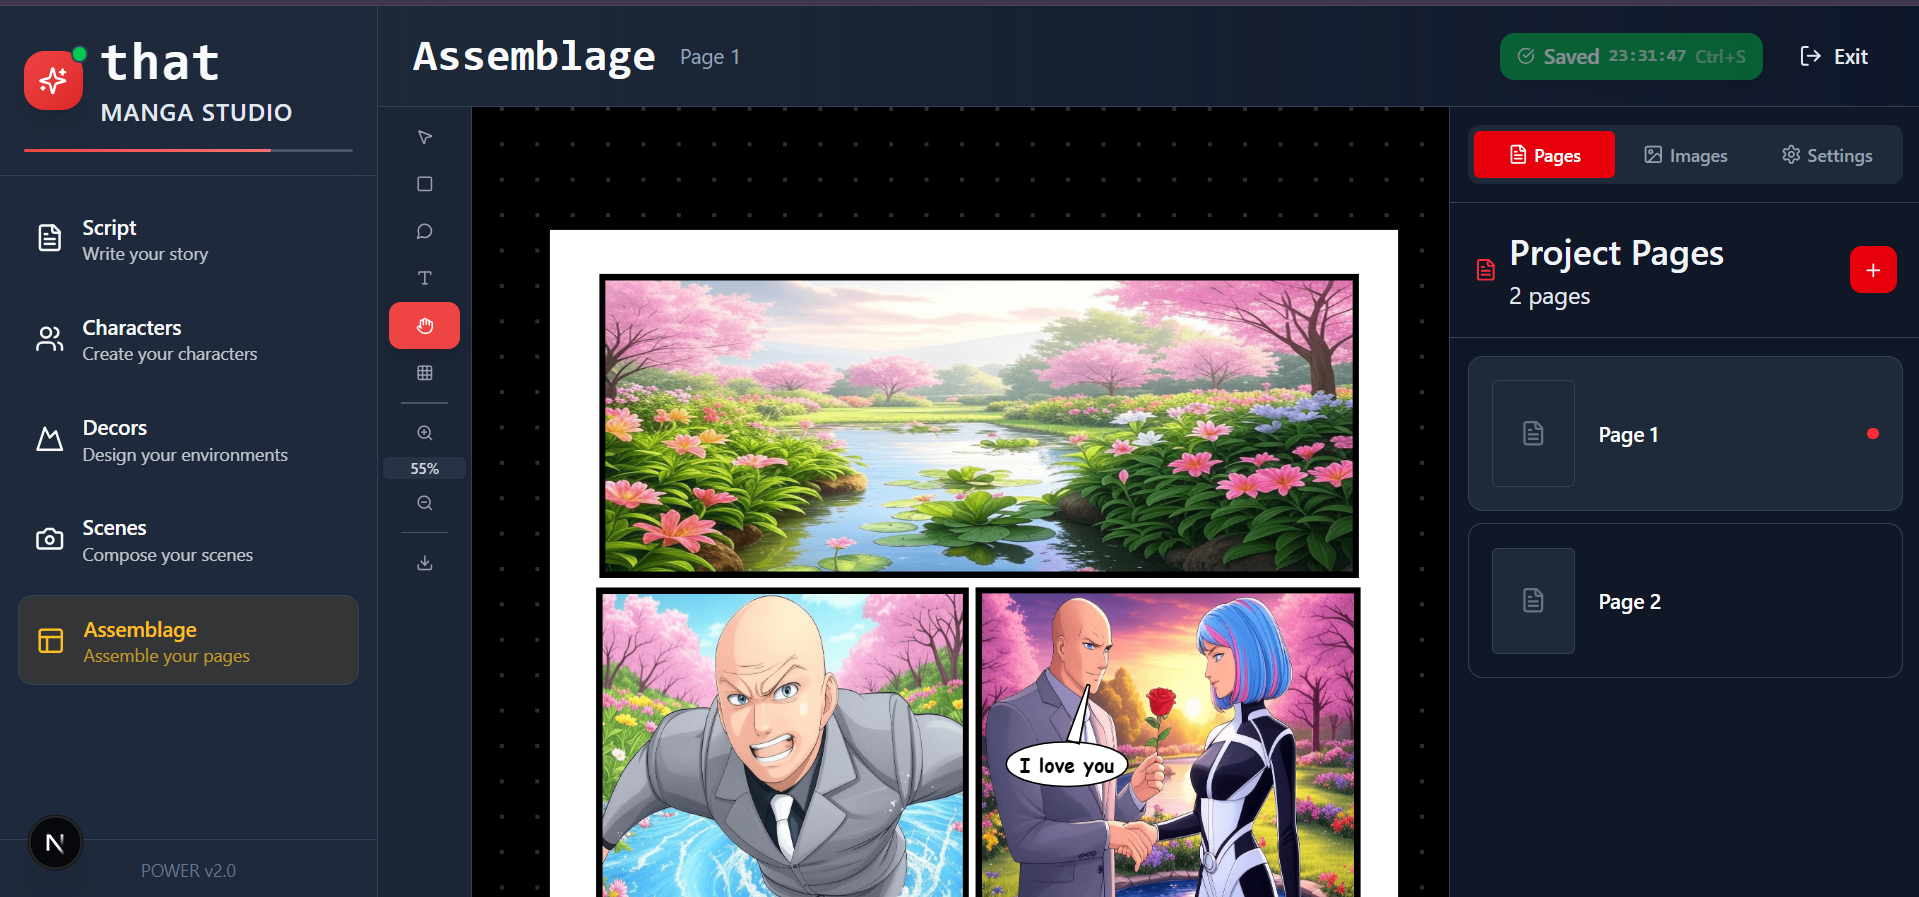 that
MANGA STUDIO
Script
Write your story
Characters
Create your characters
Decors
Design your environments
Scenes
Compose your scenes
Assemblage
Assemble your pages
N
POWER v2.0
Assemblage Page 1
Saved 23:31:47 Ctrl+S
Exit
T
55%
I love you
Pages Images Settings
Project Pages
2 pages
Page 1
Page 2